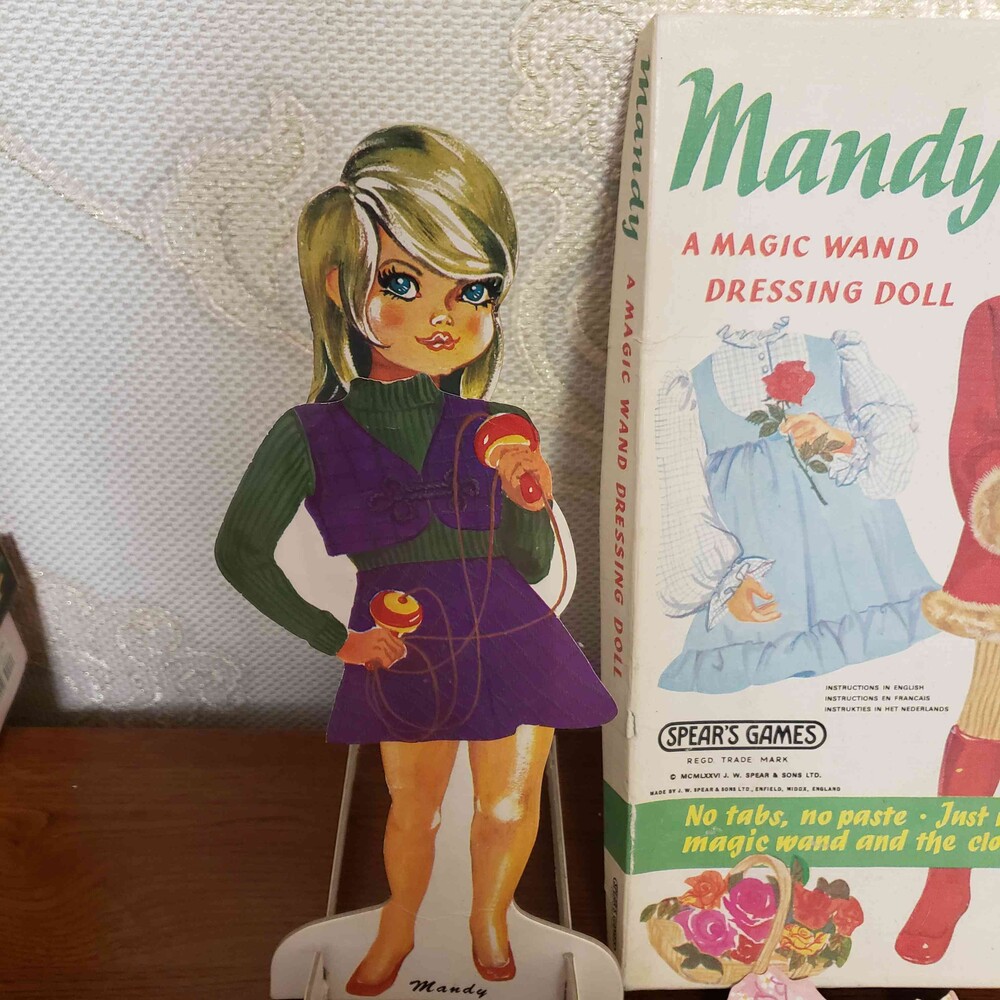 Mandy
A MAGIC WAND DRESSING DOLL
Mandy
A MAGIC WAND
DRESSING DOLL
INSTRUCTIONS IN ENGLISH
INSTRUCTIONS EN FRANCAIS
INSTRUKTIES IN HET NEDERLANDS
SPEAR'S GAMES
REGD. TRADE MARK
© MCMLXXVI J. W. SPEAR & SONS LTD.
MADE BY J. W. SPEAR & SONS LTD., ENFIELD, MIDDX, ENGLAND
No tabs, no paste · Just
magic wand and the clo
Mandy